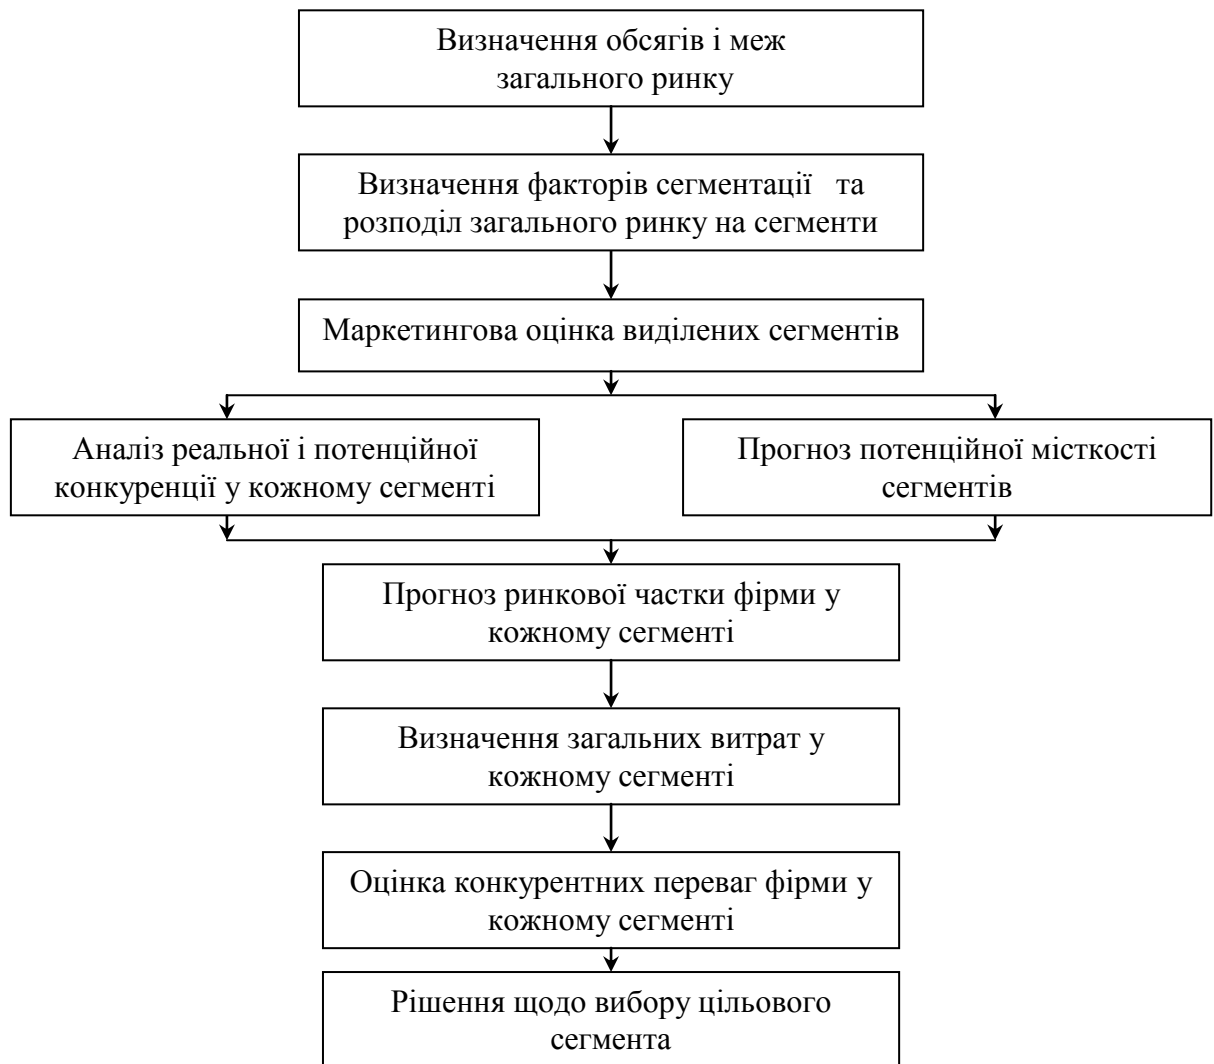 Визначення обсягів і меж
загального ринку
Визначення факторів сегментації та
розподіл загального ринку на сегменти
Маркетингова оцінка виділених сегментів
Аналіз реальної і потенційної
конкуренції у кожному сегменті
Прогноз потенційної місткості
сегментів
Прогноз ринкової частки фірми у
кожному сегменті
Визначення загальних витрат у
кожному сегменті
Оцінка конкурентних переваг фірми у
кожному сегменті
Рішення щодо вибору цільового
сегмента